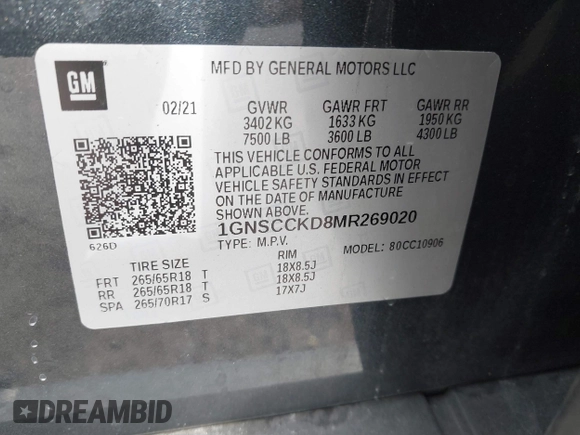 GM
MFD BY GENERAL MOTORS LLC
02/21 GVWR GAWR FRT GAWR RR
3402 KG 1633 KG 1950 KG
7500 LB 3600 LB 4300 LB
THIS VEHICLE CONFORMS TO ALL
APPLICABLE U.S. FEDERAL MOTOR
VEHICLE SAFETY STANDARDS IN EFFECT
ON THE DATE OF MANUFACTURE
SHOWN ABOVE.
1GNSCCKD8MR269020
626D TYPE: M.P.V. MODEL: 80CC10906
TIRE SIZE RIM
FRT 265/65R18 T 18X8.5J
RR 265/65R18 T 18X8.5J
SPA 265/70R17 S 17X7J
DREAMBID